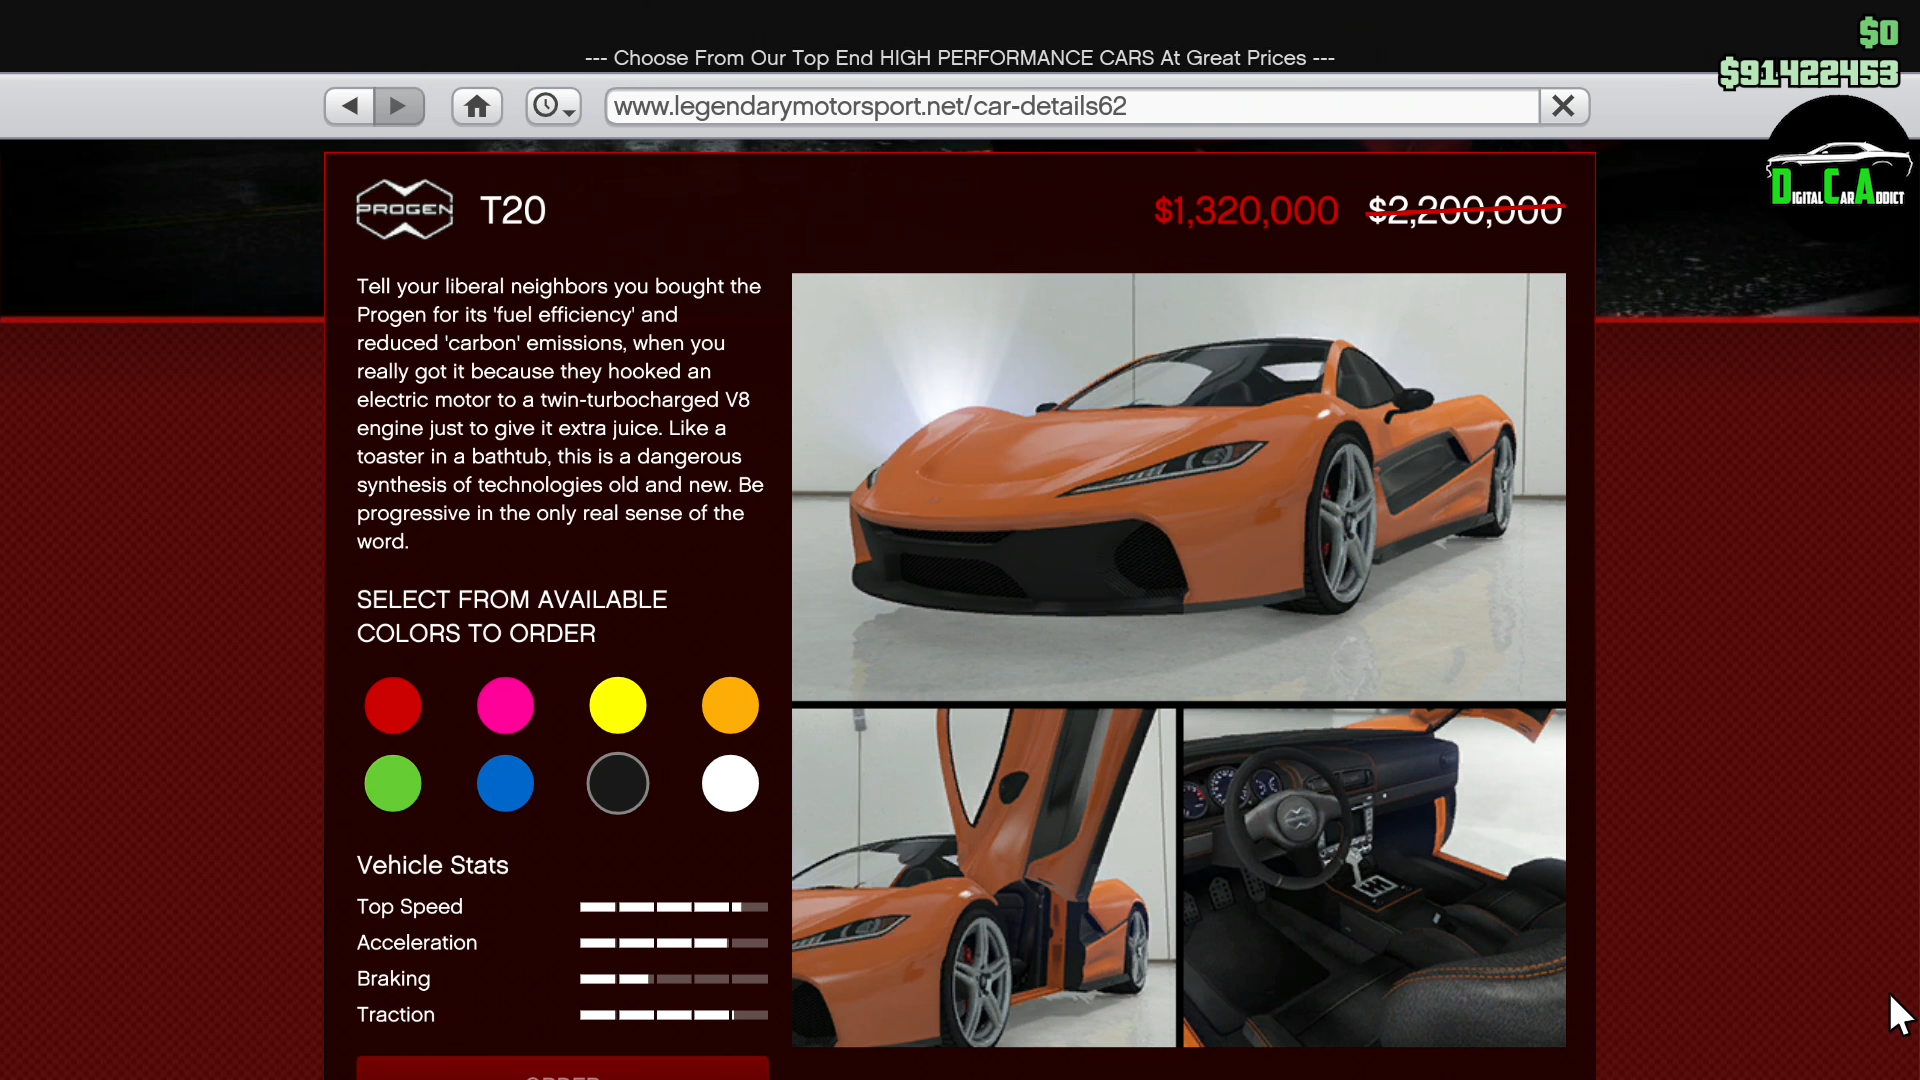 $0
--- Choose From Our Top End HIGH PERFORMANCE CARS At Great Prices ---
$91422453
www.legendarymotorsport.net/car-details62
DIGITALCARADDICT
PROGEN
T20
$1,320,000 $2,200,000
Tell your liberal neighbors you bought the
Progen for its 'fuel efficiency' and
reduced 'carbon' emissions, when you
really got it because they hooked an
electric motor to a twin-turbocharged V8
engine just to give it extra juice. Like a
toaster in a bathtub, this is a dangerous
synthesis of technologies old and new. Be
progressive in the only real sense of the
word.
SELECT FROM AVAILABLE
COLORS TO ORDER
Vehicle Stats
Top Speed
Acceleration
Braking
Traction
ORDER